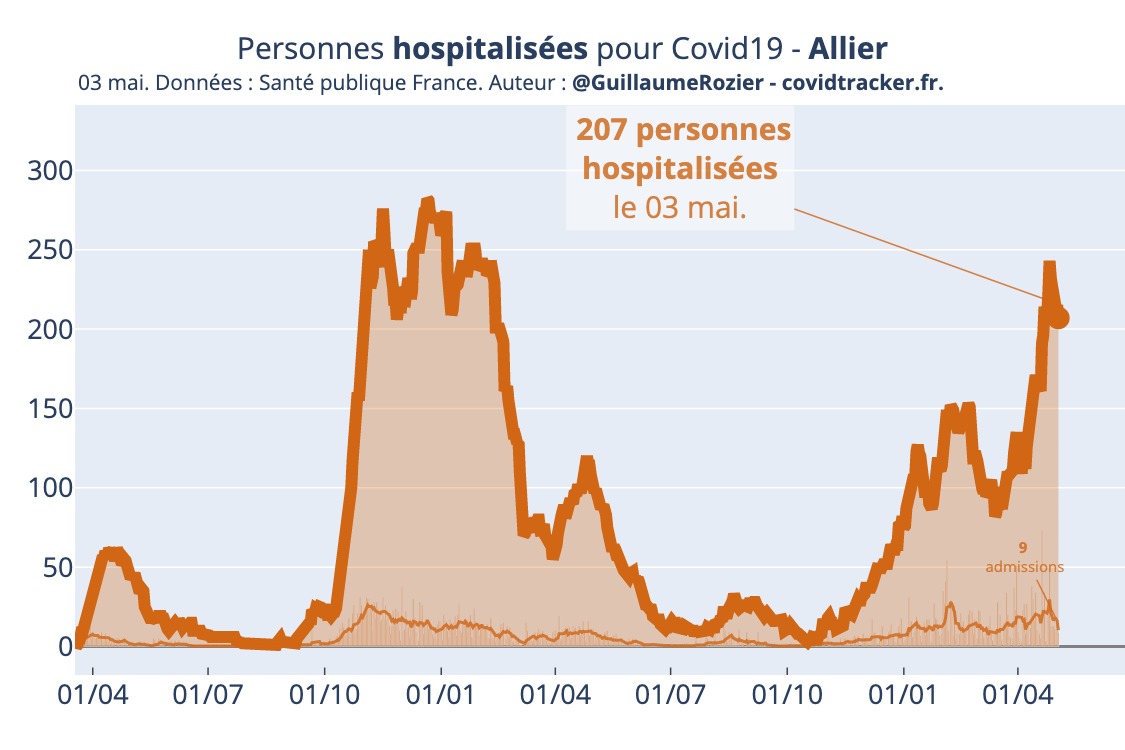 Personnes hospitalisées pour Covid19 - Allier
03 mai. Données : Santé publique France. Auteur : @GuillaumeRozier - covidtracker.fr.
207 personnes
hospitalisées
le 03 mai.
300
250
200
150
100
50
0
9
admissions
01/04
01/07
01/10
01/01
01/04
01/07
01/10
01/01
01/04